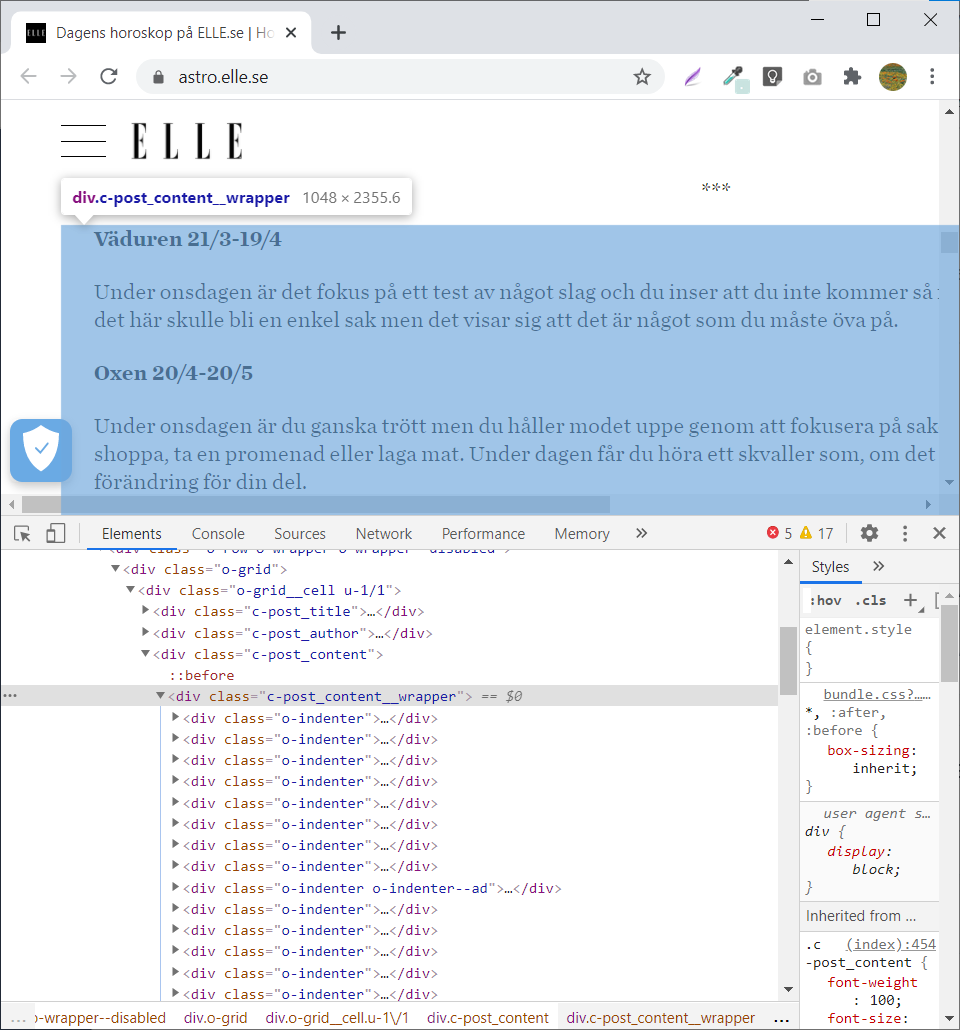 ELLE Dagens horoskop på ELLE.se | Ho
astro.elle.se
ELLE
***
div.c-post_content__wrapper 1048 × 2355.6
Väduren 21/3-19/4
Under onsdagen är det fokus på ett test av något slag och du inser att du inte kommer så
det här skulle bli en enkel sak men det visar sig att det är något som du måste öva på.
Oxen 20/4-20/5
Under onsdagen är du ganska trött men du håller modet uppe genom att fokusera på sak
shoppa, ta en promenad eller laga mat. Under dagen får du höra ett skvaller som, om det
förändring för din del.
Elements Console Sources Network Performance Memory » 5 17
▼<div class="o-grid">
▼<div class="o-grid__cell u-1/1">
▶<div class="c-post_title">…</div>
▶<div class="c-post_author">…</div>
▼<div class="c-post_content">
::before
… ▼<div class="c-post_content__wrapper"> == $0
▶<div class="o-indenter">…</div>
▶<div class="o-indenter">…</div>
▶<div class="o-indenter">…</div>
▶<div class="o-indenter">…</div>
▶<div class="o-indenter">…</div>
▶<div class="o-indenter">…</div>
▶<div class="o-indenter">…</div>
▶<div class="o-indenter">…</div>
▶<div class="o-indenter o-indenter--ad">…</div>
▶<div class="o-indenter">…</div>
▶<div class="o-indenter">…</div>
▶<div class="o-indenter">…</div>
▶<div class="o-indenter">…</div>
▶<div class="o-indenter">…</div>
… o-wrapper--disabled div.o-grid div.o-grid__cell.u-1\/1 div.c-post_content div.c-post_content__wrapper …
Styles »
:hov .cls +
element.style
{
}
bundle.css?……
*, :after,
:before {
box-sizing:
inherit;
}
user agent s…
div {
display:
block;
}
Inherited from …
.c (index):454
-post_content {
font-weight
: 100;
font-size: